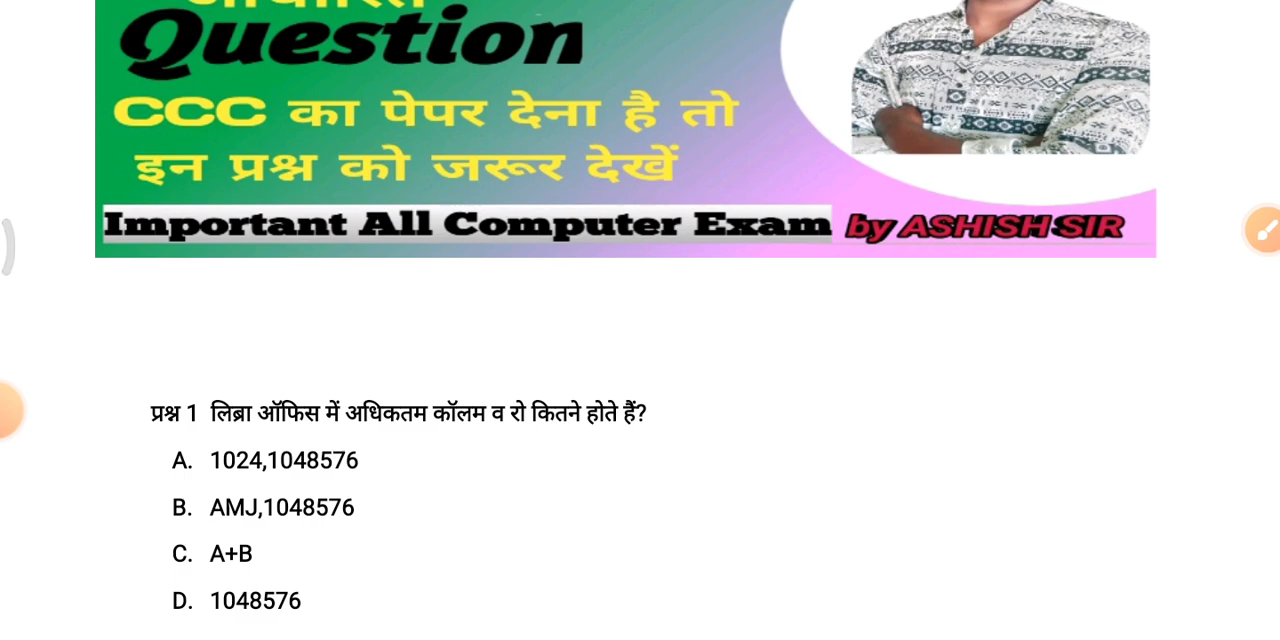 Question
CCC का पेपर देना है तो
इन प्रश्न को जरूर देखें
Important All Computer Exam by ASHISH SIR
प्रश्न 1 लिब्रा ऑफिस में अधिकतम कॉलम व रो कितने होते हैं?
A. 1024,1048576
B. AMJ,1048576
C. A+B
D. 1048576